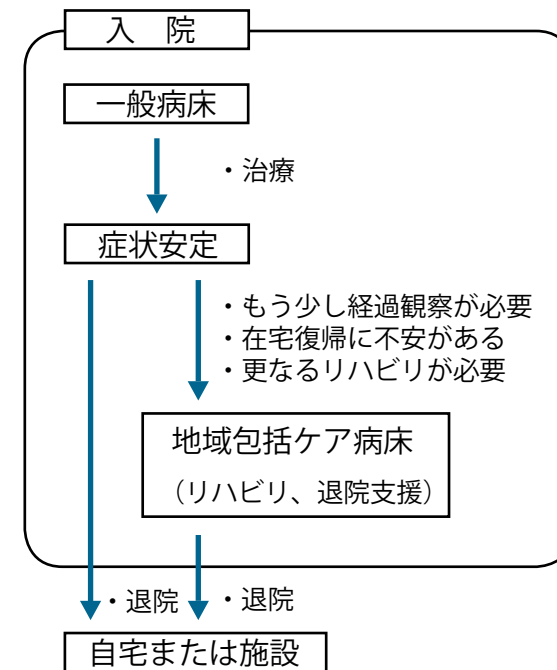 入　院
一般病床
・治療
症状安定
・もう少し経過観察が必要
・在宅復帰に不安がある
・更なるリハビリが必要
地域包括ケア病床
（リハビリ、退院支援）
・退院
・退院
自宅または施設